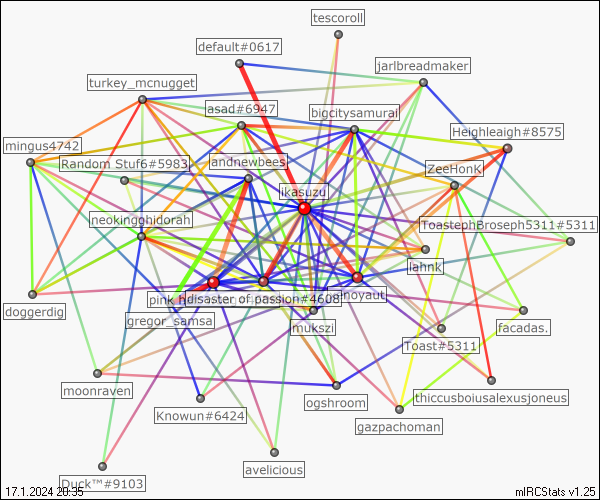 tescoroll
default#0617
jarlbreadmaker
turkey_mcnugget
asad#6947
bigcitysamurai
Heighleaigh#8575
mingus4742
Random Stuf6#5983
andnewbees
ZeeHonK
ikasuzu
neokingghidorah
ToastephBroseph5311#5311
lahnk
pink
disaster of passion#4608
noyaut
doggerdig
gregor_samsa
mukszi
facadas.
Toast#5311
moonraven
Knowun#6424
ogshroom
thiccusboiusalexusjoneus
gazpachoman
avelicious
Duck™#9103
17.1.2024 20:35
mIRCStats v1.25